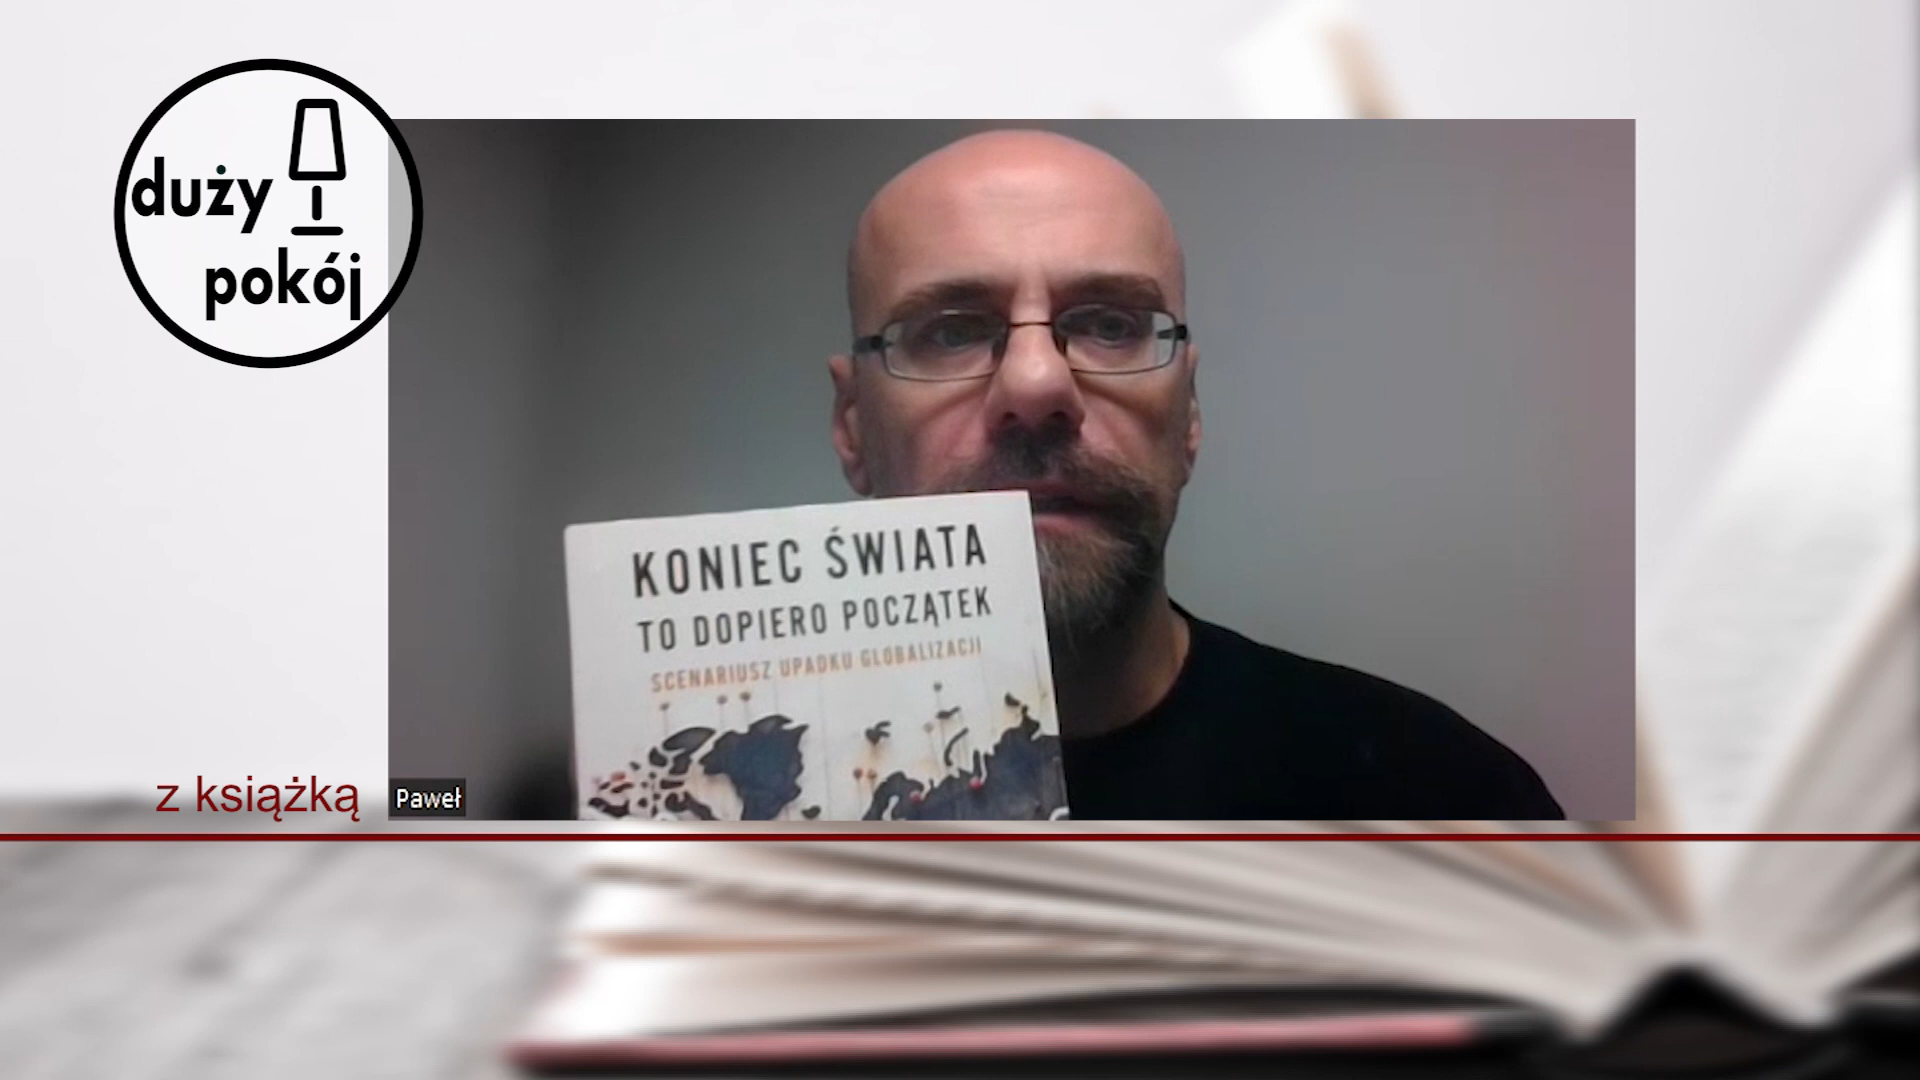 duży
pokój
KONIEC ŚWIATA
TO DOPIERO POCZĄTEK
SCENARIUSZ UPADKU GLOBALIZACJI
z książką
Paweł